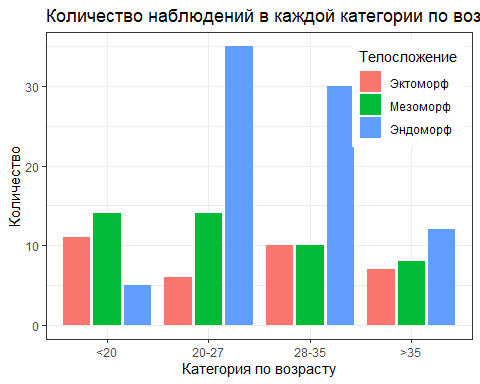 Количество наблюдений в каждой категории по воз
Телосложение
Эктоморф
Мезоморф
Эндоморф
Количество
30
20
10
0
<20 20-27 28-35 >35
Категория по возрасту